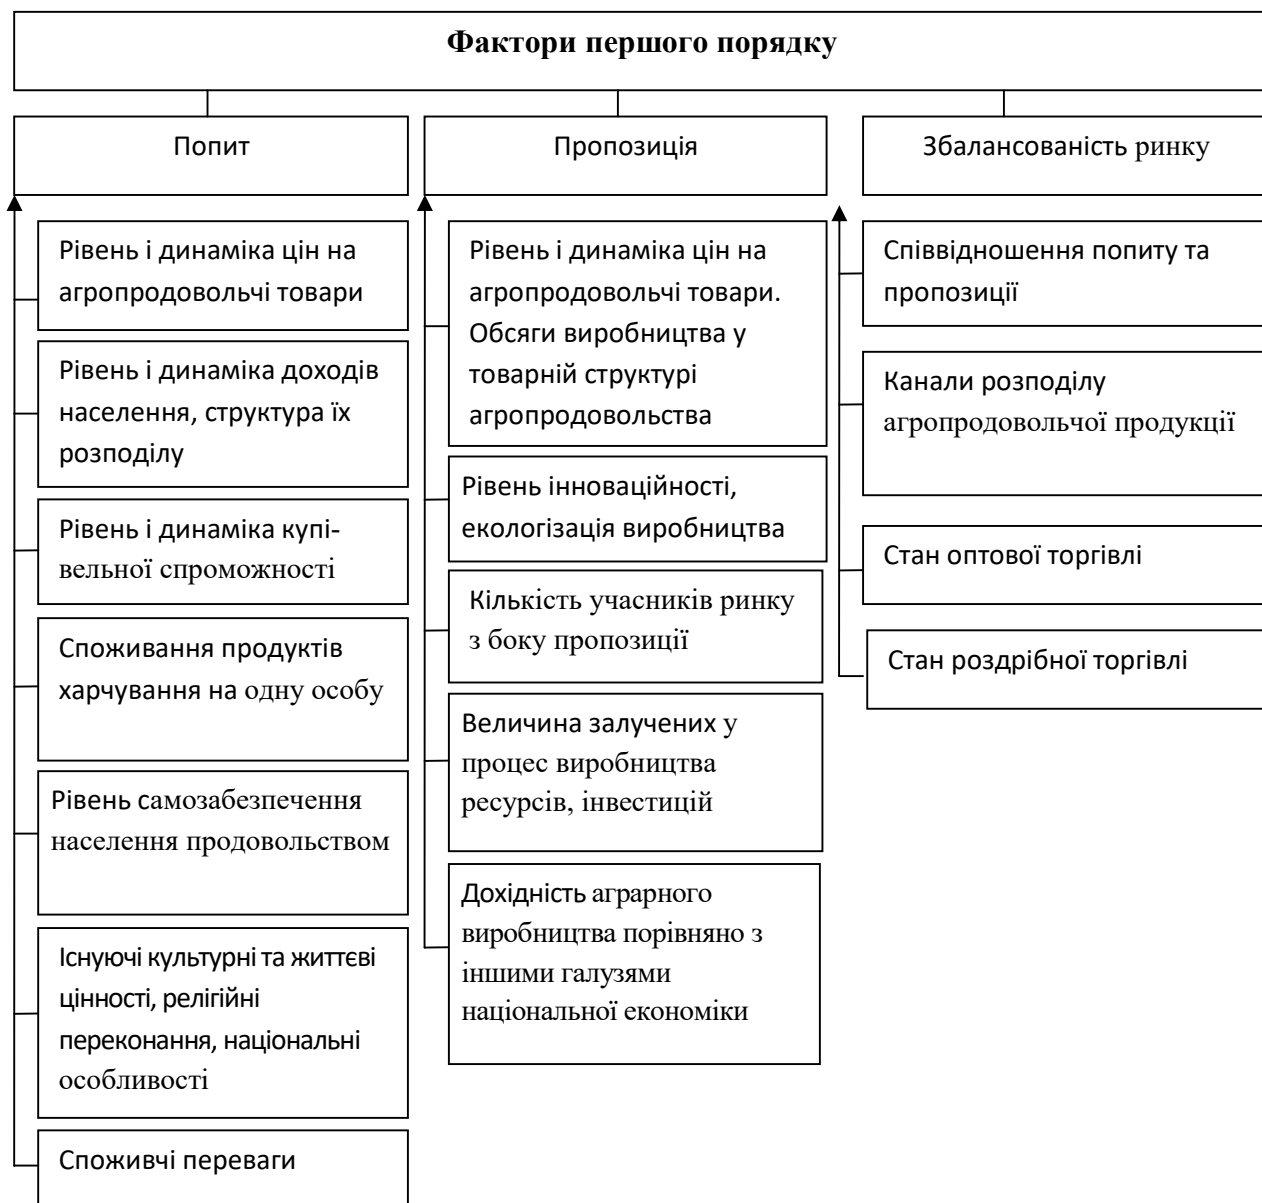 Фактори першого порядку
Попит
Рівень і динаміка цін на
агропродовольчі товари
Рівень і динаміка доходів
населення, структура їх
розподілу
Рівень і динаміка купі-
вельної спроможності
Споживання продуктів
харчування на одну особу
Рівень самозабезпечення
населення продовольством
Існуючі культурні та життєві
цінності, релігійні
переконання, національні
особливості
Споживчі переваги
Пропозиція
Рівень і динаміка цін на
агропродовольчі товари.
Обсяги виробництва у
товарній структурі
агропродовольства
Рівень інноваційності,
екологізація виробництва
Кількість учасників ринку
з боку пропозиції
Величина залучених у
процес виробництва
ресурсів, інвестицій
Дохідність аграрного
виробництва порівняно з
іншими галузями
національної економіки
Збалансованість ринку
Співвідношення попиту та
пропозиції
Канали розподілу
агропродовольчої продукції
Стан оптової торгівлі
Стан роздрібної торгівлі